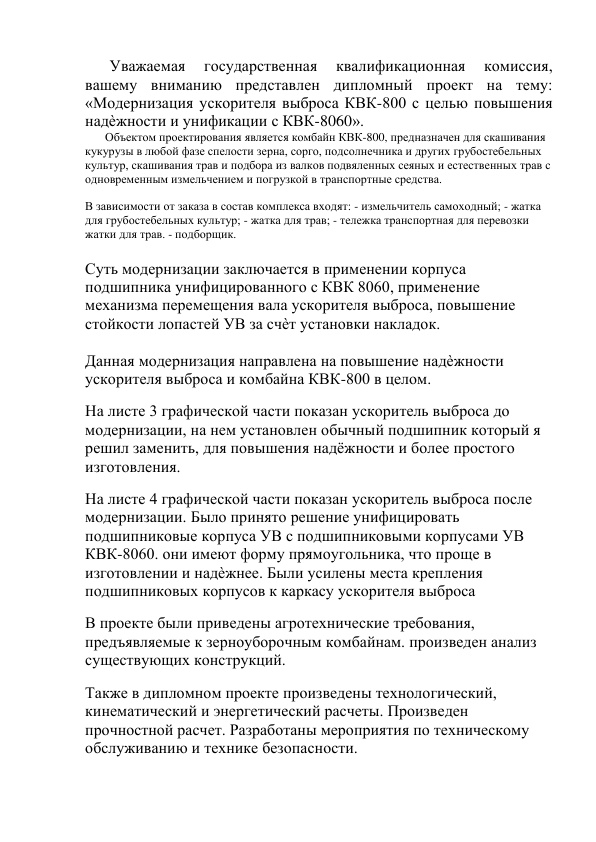 Уважаемая государственная квалификационная комиссия,
вашему вниманию представлен дипломный проект на тему:
«Модернизация ускорителя выброса КВК-800 с целью повышения
надѐжности и унификации с КВК-8060».
Объектом проектирования является комбайн КВК-800, предназначен для скашивания
кукурузы в любой фазе спелости зерна, сорго, подсолнечника и других грубостебельных
культур, скашивания трав и подбора из валков подвяленных сеяных и естественных трав с
одновременным измельчением и погрузкой в транспортные средства.
В зависимости от заказа в состав комплекса входят: - измельчитель самоходный; - жатка
для грубостебельных культур; - жатка для трав; - тележка транспортная для перевозки
жатки для трав. - подборщик.
Суть модернизации заключается в применении корпуса
подшипника унифицированного с КВК 8060, применение
механизма перемещения вала ускорителя выброса, повышение
стойкости лопастей УВ за счѐт установки накладок.
Данная модернизация направлена на повышение надѐжности
ускорителя выброса и комбайна КВК-800 в целом.
На листе 3 графической части показан ускоритель выброса до
модернизации, на нем установлен обычный подшипник который я
решил заменить, для повышения надёжности и более простого
изготовления.
На листе 4 графической части показан ускоритель выброса после
модернизации. Было принято решение унифицировать
подшипниковые корпуса УВ с подшипниковыми корпусами УВ
КВК-8060. они имеют форму прямоугольника, что проще в
изготовлении и надѐжнее. Были усилены места крепления
подшипниковых корпусов к каркасу ускорителя выброса
В проекте были приведены агротехнические требования,
предъявляемые к зерноуборочным комбайнам. произведен анализ
существующих конструкций.
Также в дипломном проекте произведены технологический,
кинематический и энергетический расчеты. Произведен
прочностной расчет. Разработаны мероприятия по техническому
обслуживанию и технике безопасности.